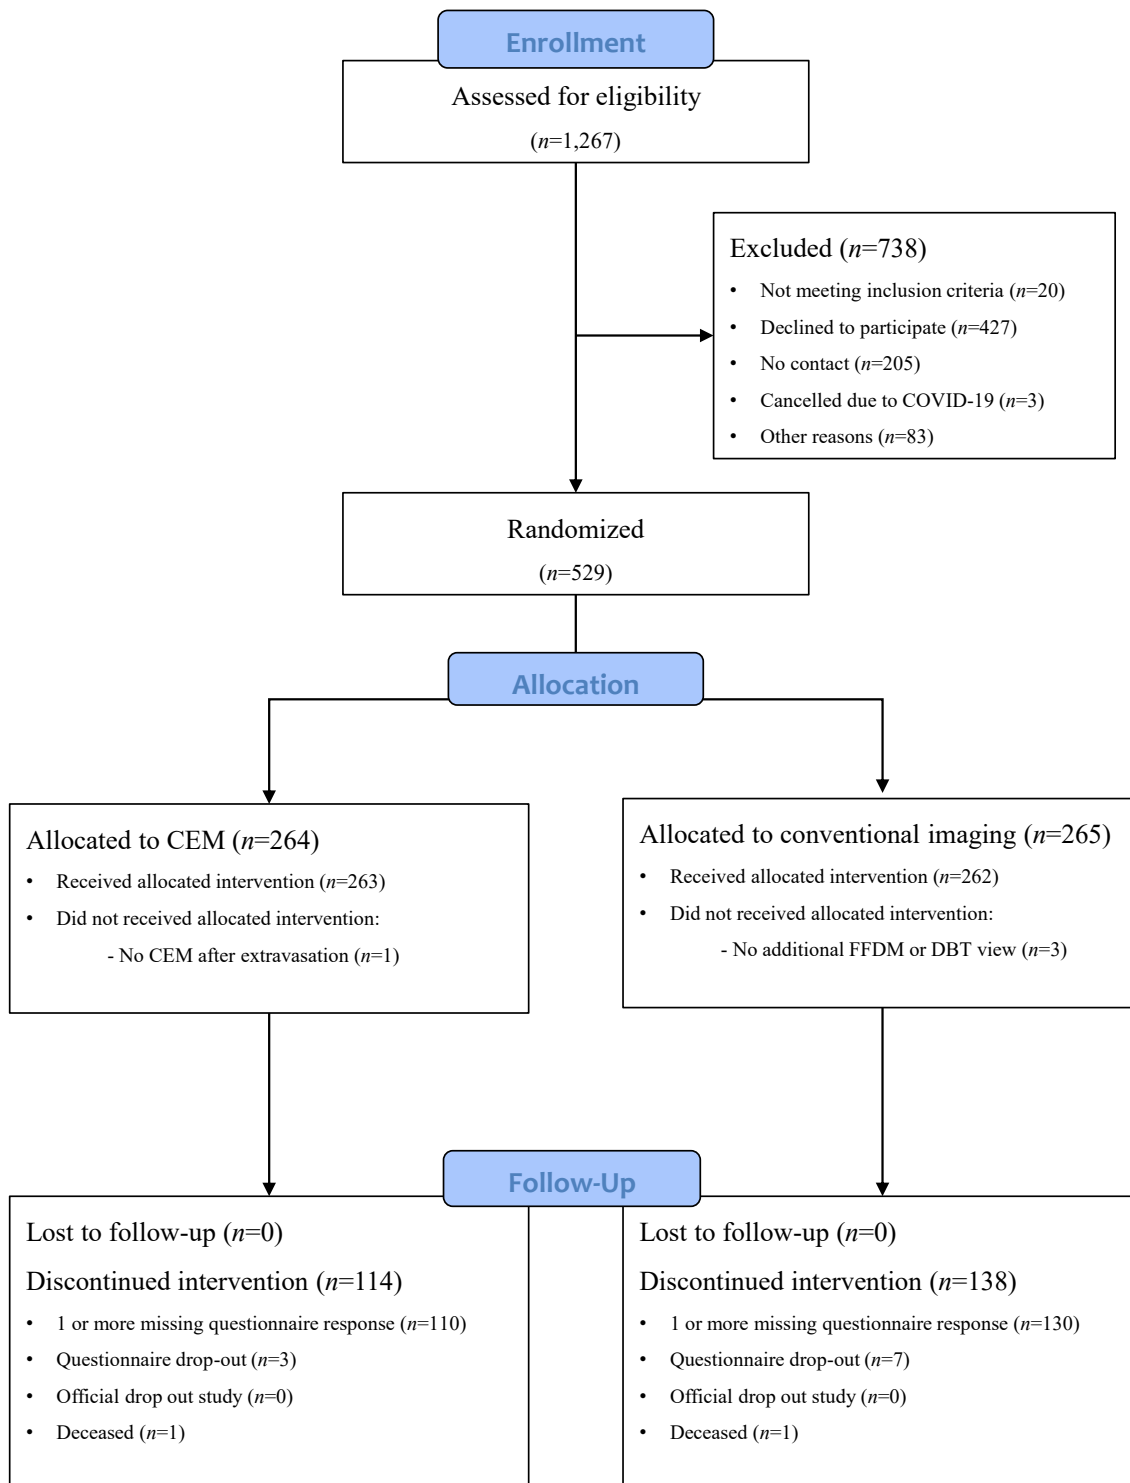 Enrollment
Assessed for eligibility
(n=1,267)
Excluded (n=738)
• Not meeting inclusion criteria (n=20)
• Declined to participate (n=427)
• No contact (n=205)
• Cancelled due to COVID-19 (n=3)
• Other reasons (n=83)
Randomized
(n=529)
Allocation
Allocated to CEM (n=264)
• Received allocated intervention (n=263)
• Did not received allocated intervention:
- No CEM after extravasation (n=1)
Allocated to conventional imaging (n=265)
• Received allocated intervention (n=262)
• Did not received allocated intervention:
- No additional FFDM or DBT view (n=3)
Follow-Up
Lost to follow-up (n=0)
Discontinued intervention (n=114)
• 1 or more missing questionnaire response (n=110)
• Questionnaire drop-out (n=3)
• Official drop out study (n=0)
• Deceased (n=1)
Lost to follow-up (n=0)
Discontinued intervention (n=138)
• 1 or more missing questionnaire response (n=130)
• Questionnaire drop-out (n=7)
• Official drop out study (n=0)
• Deceased (n=1)